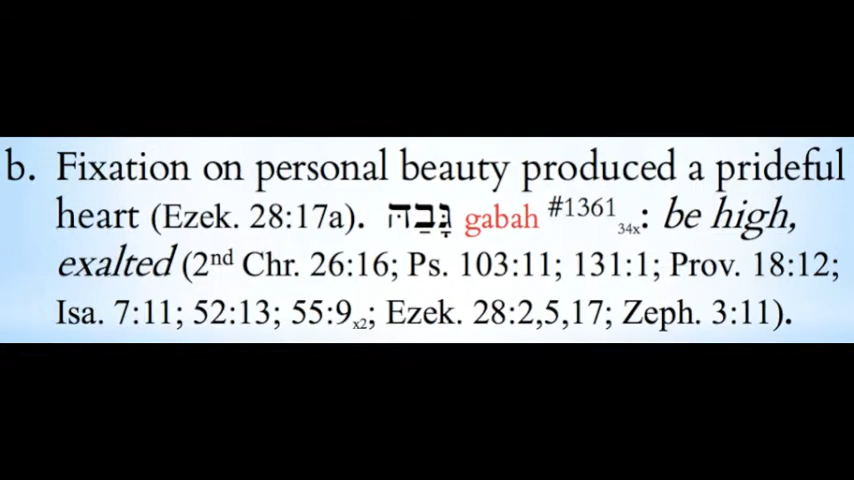 b. Fixation on personal beauty produced a prideful
heart (Ezek. 28:17a). גָּבַהּ gabah #1361 34x: be high,
exalted (2nd Chr. 26:16; Ps. 103:11; 131:1; Prov. 18:12;
Isa. 7:11; 52:13; 55:9x2; Ezek. 28:2,5,17; Zeph. 3:11).